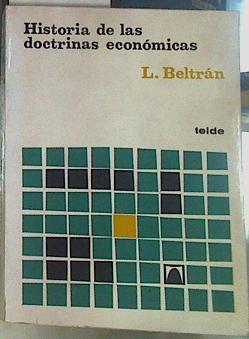 Historia de las
doctrinas económicas
L. Beltrán
teide